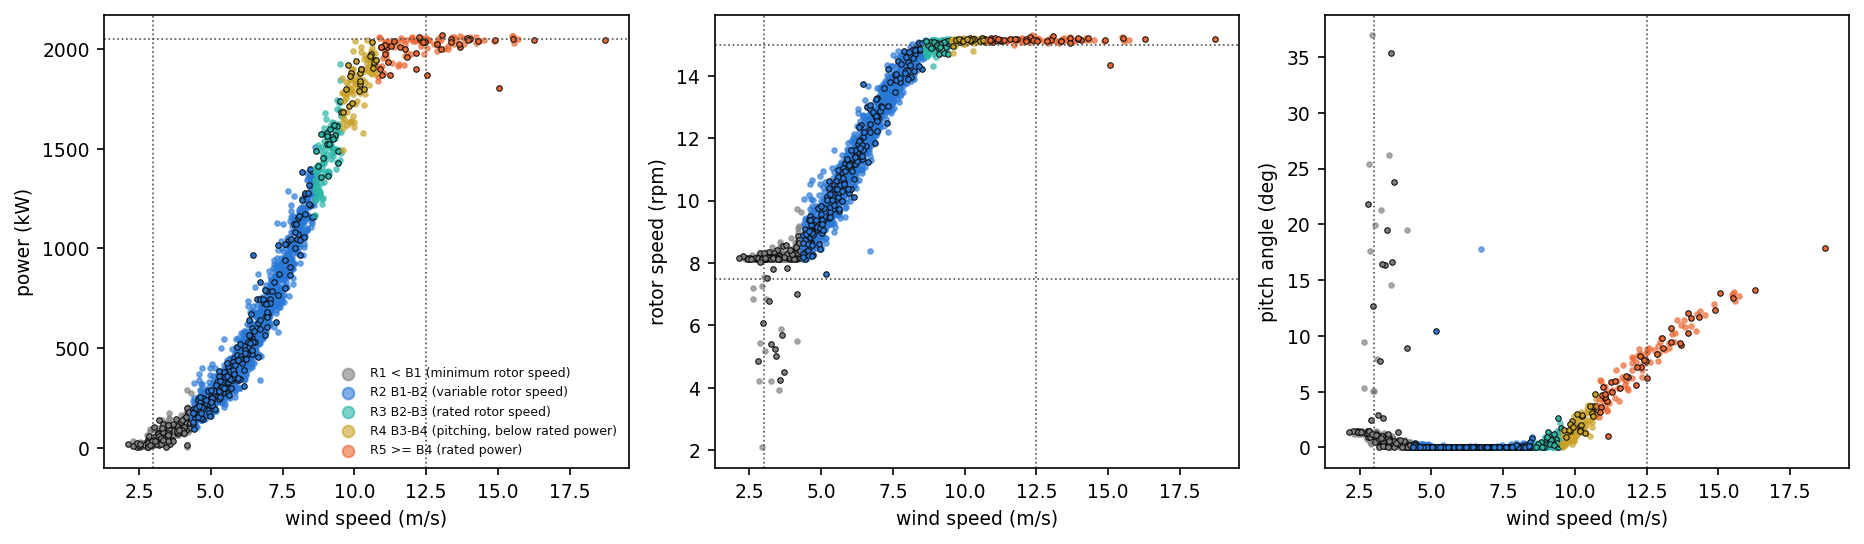 power (kW)
2000
1500
1000
500
0
R1 < B1 (minimum rotor speed)
R2 B1-B2 (variable rotor speed)
R3 B2-B3 (rated rotor speed)
R4 B3-B4 (pitching, below rated power)
R5 >= B4 (rated power)
2.5 5.0 7.5 10.0 12.5 15.0 17.5
wind speed (m/s)
rotor speed (rpm)
14
12
10
8
6
4
2
2.5 5.0 7.5 10.0 12.5 15.0 17.5
wind speed (m/s)
pitch angle (deg)
35
30
25
20
15
10
5
0
2.5 5.0 7.5 10.0 12.5 15.0 17.5
wind speed (m/s)